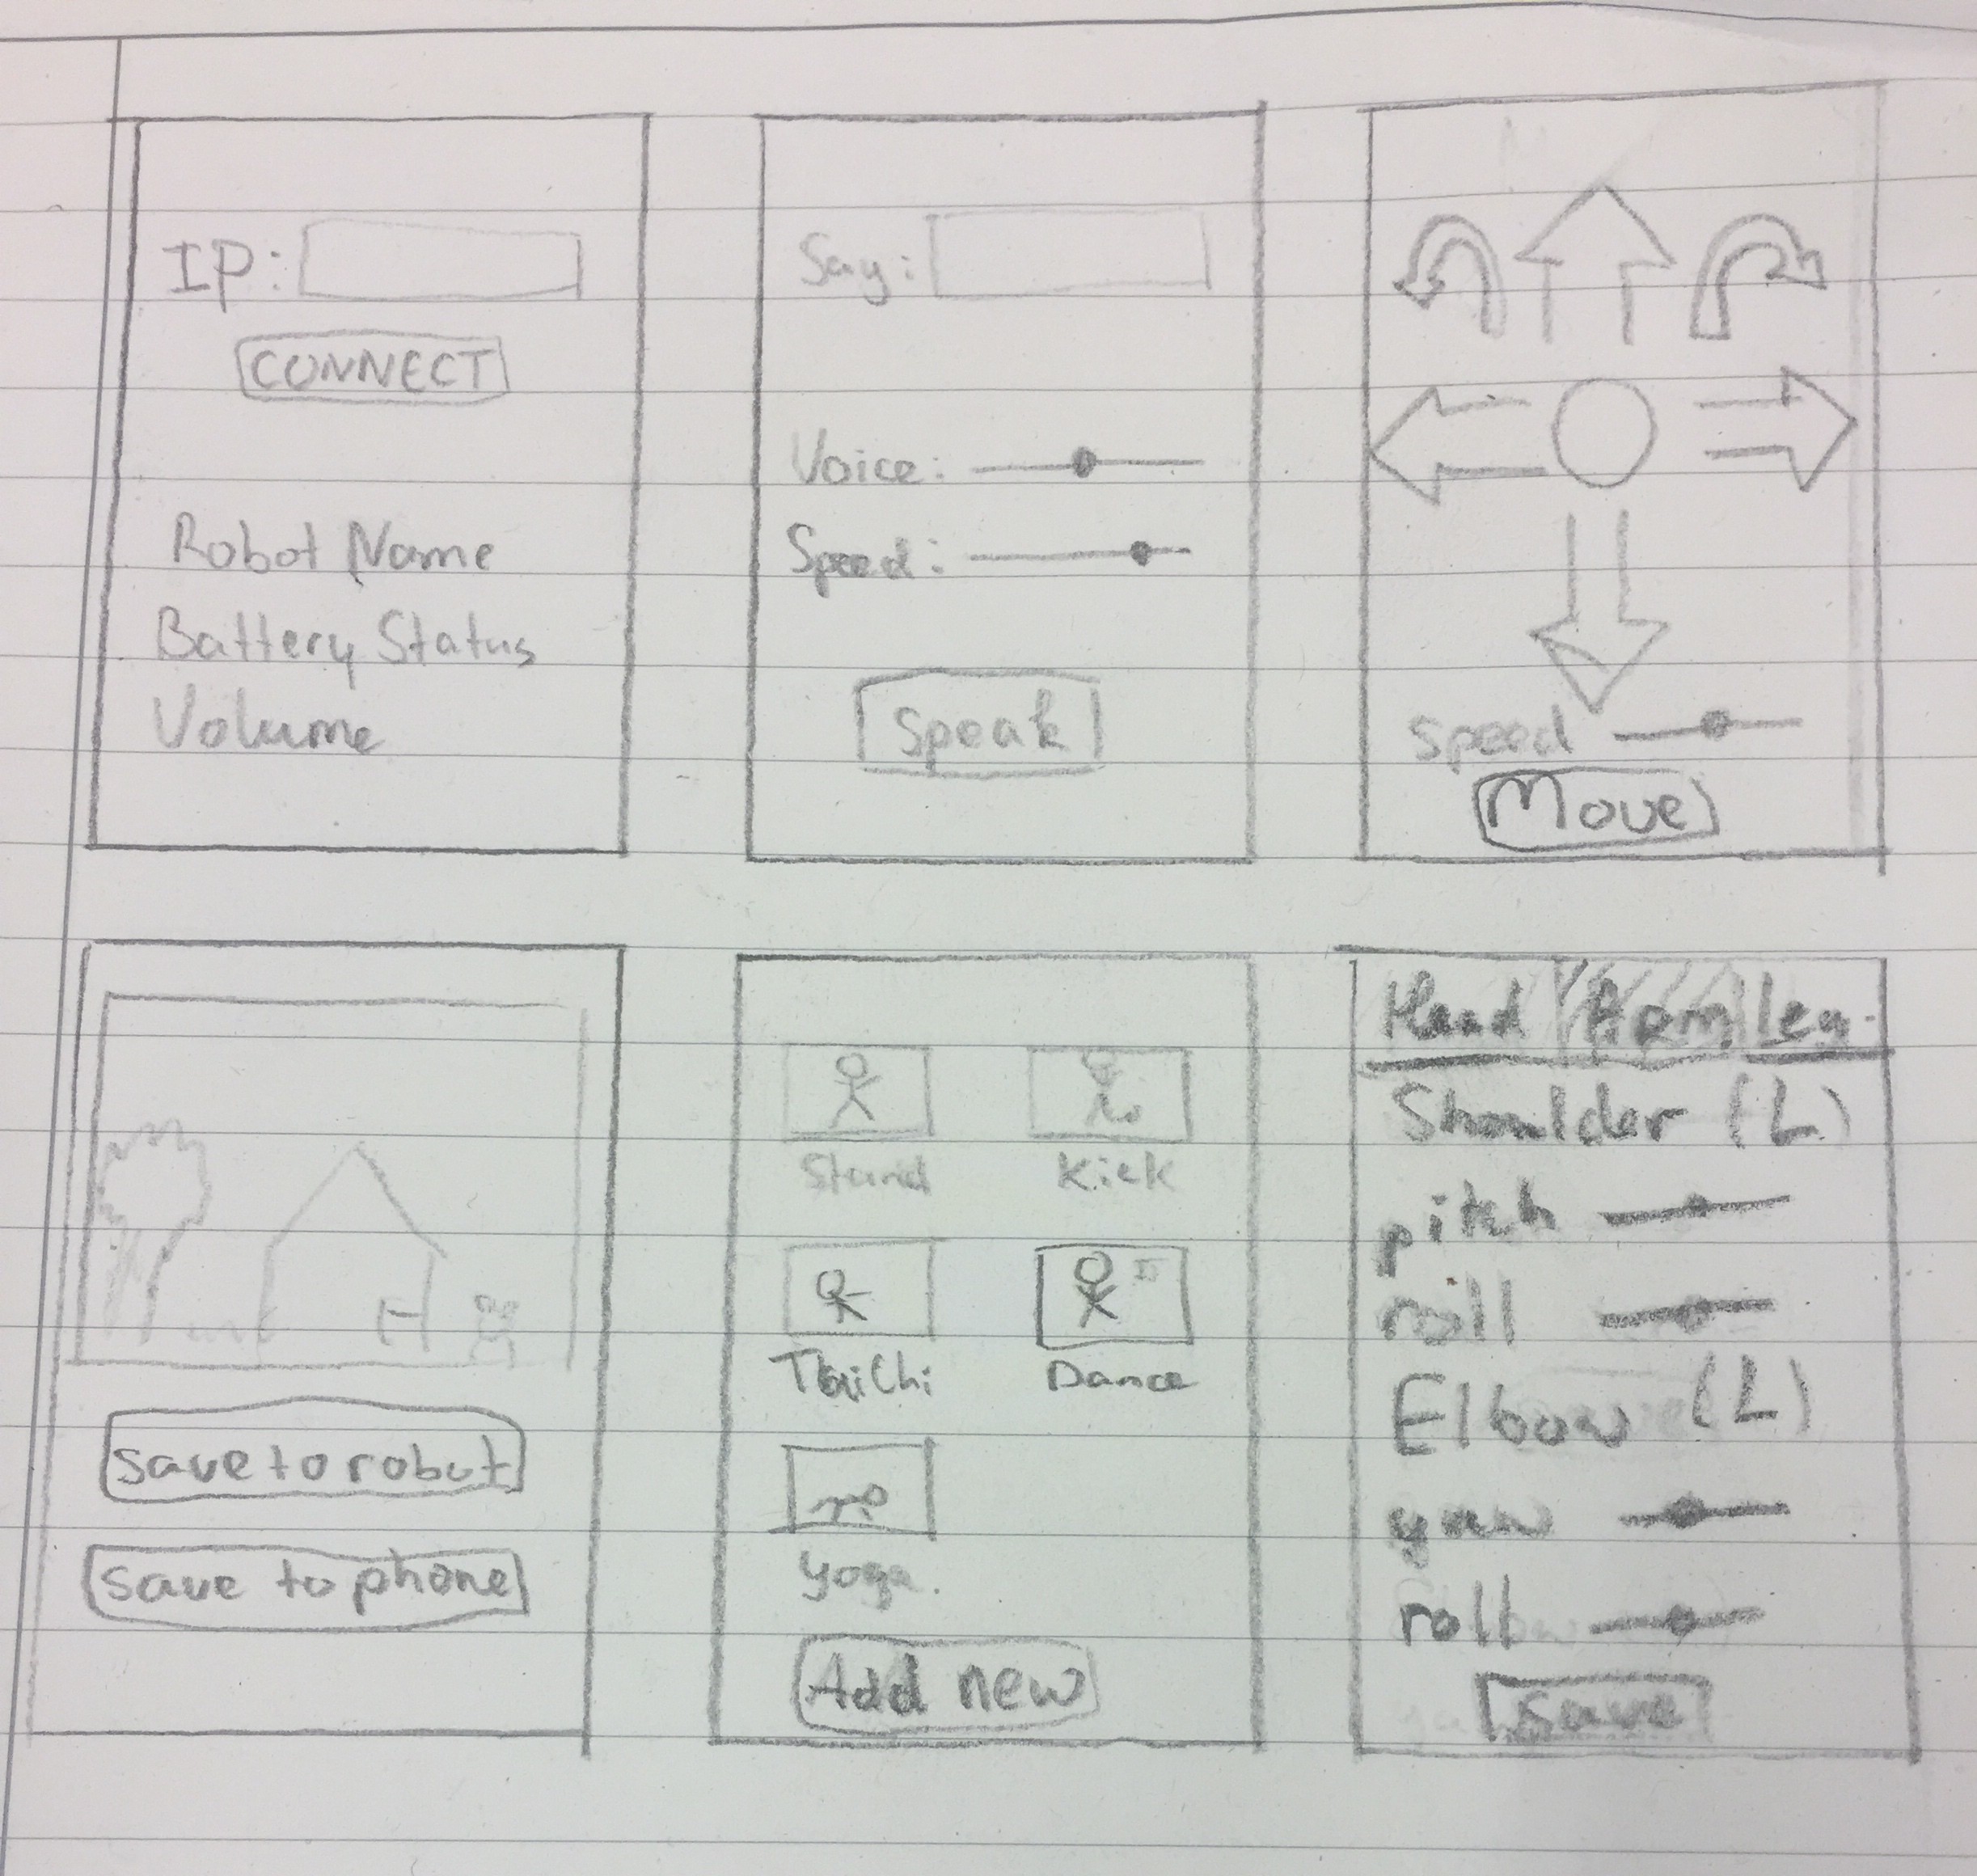 IP:
CONNECT
Robot Name
Battery Status
Volume
Say:
Voice:
Speed:
Speak
speed
Move
save to robot
save to phone
Stand Kick
TaiChi Dance
yoga.
Add new
Head Arm Leg
Shoulder (L)
pitch
roll
Elbow (L)
yaw
roll
Save